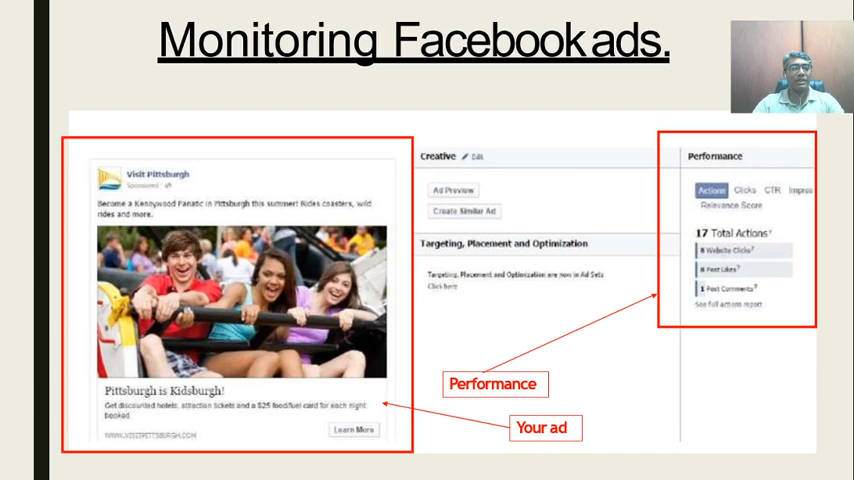 Monitoring Facebook ads.
Visit Pittsburgh
Sponsored
Become a Kennywood Fanatic in Pittsburgh this summer! Rides coasters, wild
rides and more.
Pittsburgh is Kidsburgh!
Get discounted hotels, attraction tickets and a $25 food/fuel card for each night
booked
WWW.VISITPITTSBURGH.COM
Learn More
Creative Edit
Ad Preview
Create Similar Ad
Targeting, Placement and Optimization
Targeting, Placement and Optimization are now in Ad Sets
Click here
Performance
Your ad
Performance
Actions Clicks CTR Impres
Relevance Score
17 Total Actions?
8 Website Clicks?
8 Post Likes?
1 Post Comments?
See full actions report